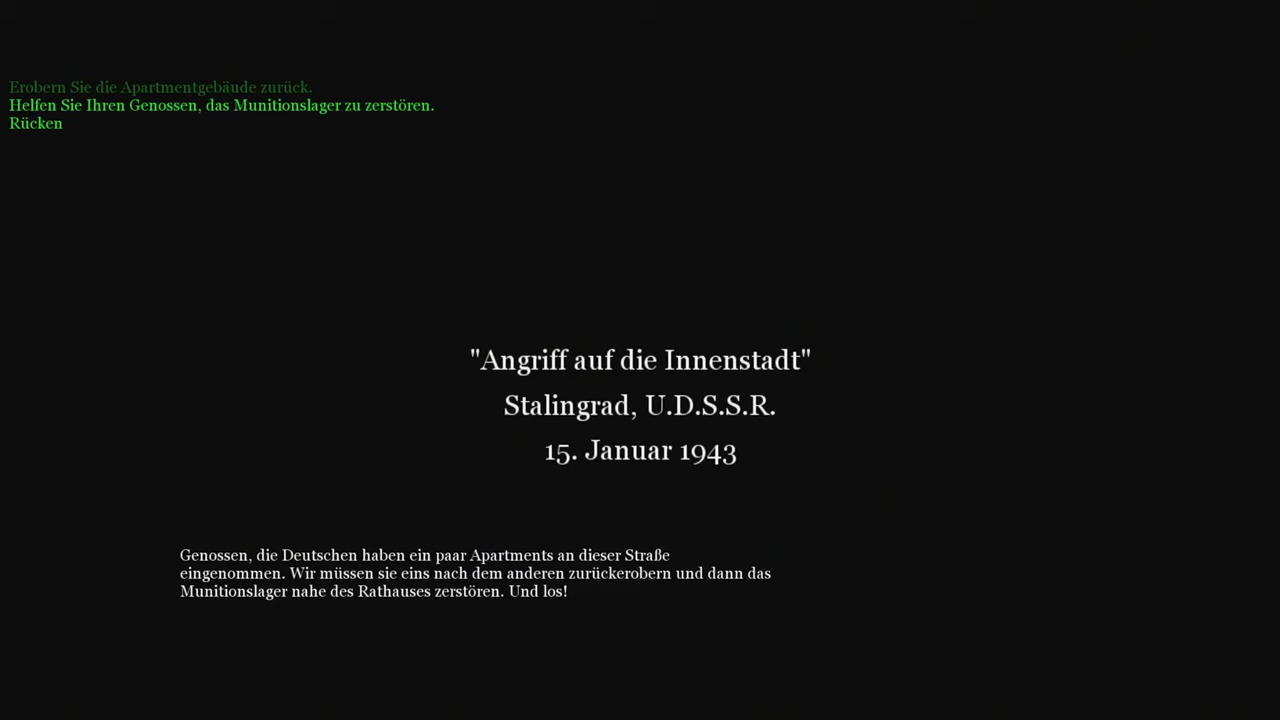 Erobern Sie die Apartmentgebäude zurück.
Helfen Sie Ihren Genossen, das Munitionslager zu zerstören.
Rücken
"Angriff auf die Innenstadt"
Stalingrad, U.D.S.S.R.
15. Januar 1943
Genossen, die Deutschen haben ein paar Apartments an dieser Straße
eingenommen. Wir müssen sie eins nach dem anderen zurückerobern und dann das
Munitionslager nahe des Rathauses zerstören. Und los!